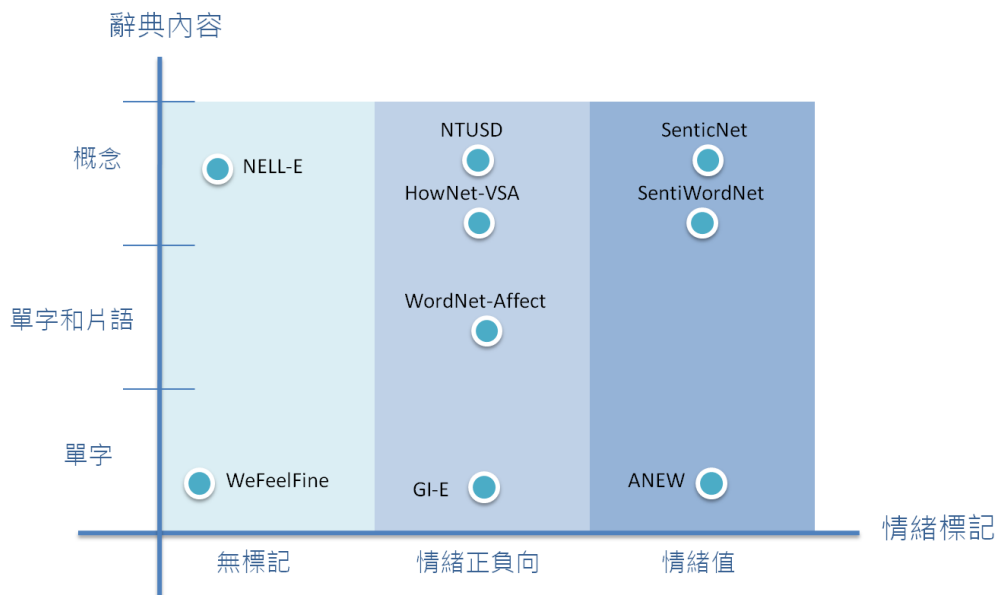 辭典內容
概念
NTUSD
SenticNet
NELL-E
HowNet-VSA
SentiWordNet
單字和片語
WordNet-Affect
單字
WeFeelFine
GI-E
ANEW
情緒標記
無標記
情緒正負向
情緒值